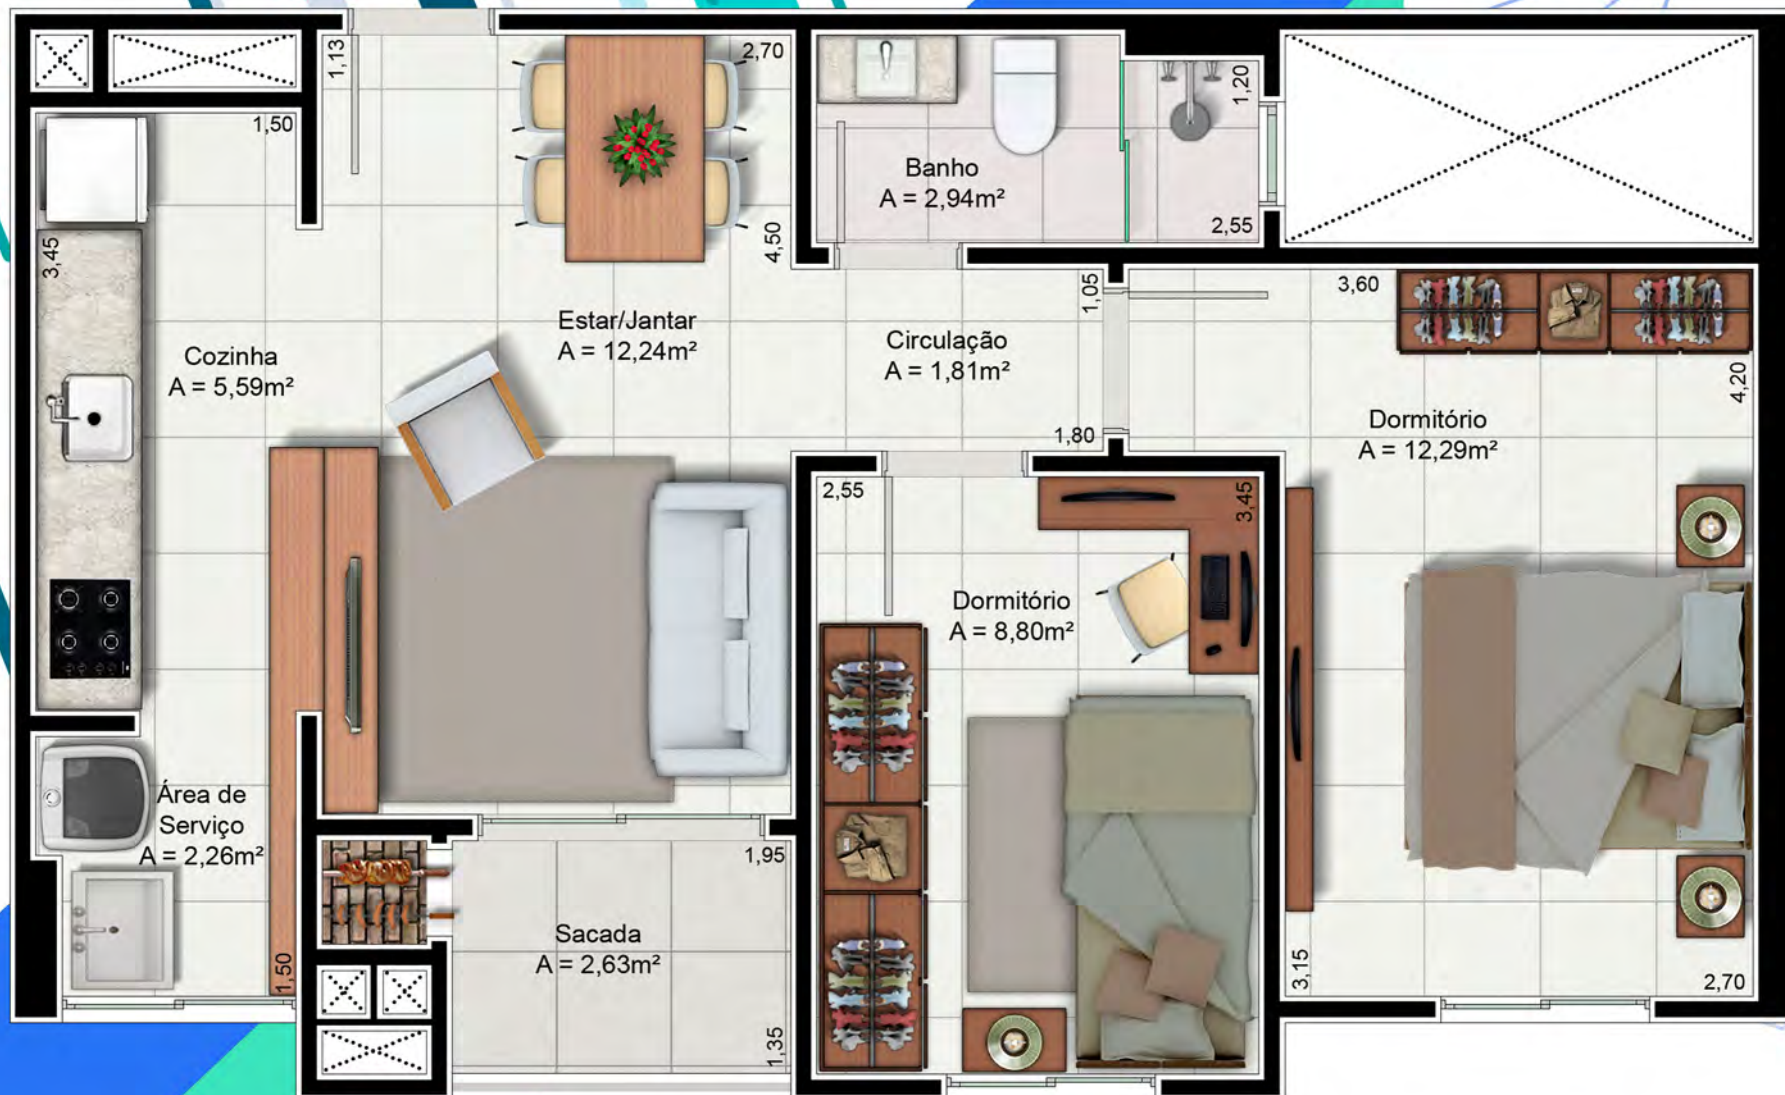 1,13
2,70
1,50
3,45
4,50
Estar/Jantar
A = 12,24m²
Cozinha
A = 5,59m²
Banho
A = 2,94m²
1,20
2,55
Circulação
A = 1,81m²
1,05
1,80
3,60
4,20
Dormitório
A = 12,29m²
3,15
2,70
2,55
3,45
Dormitório
A = 8,80m²
Área de
Serviço
A = 2,26m²
1,50
1,95
Sacada
A = 2,63m²
1,35